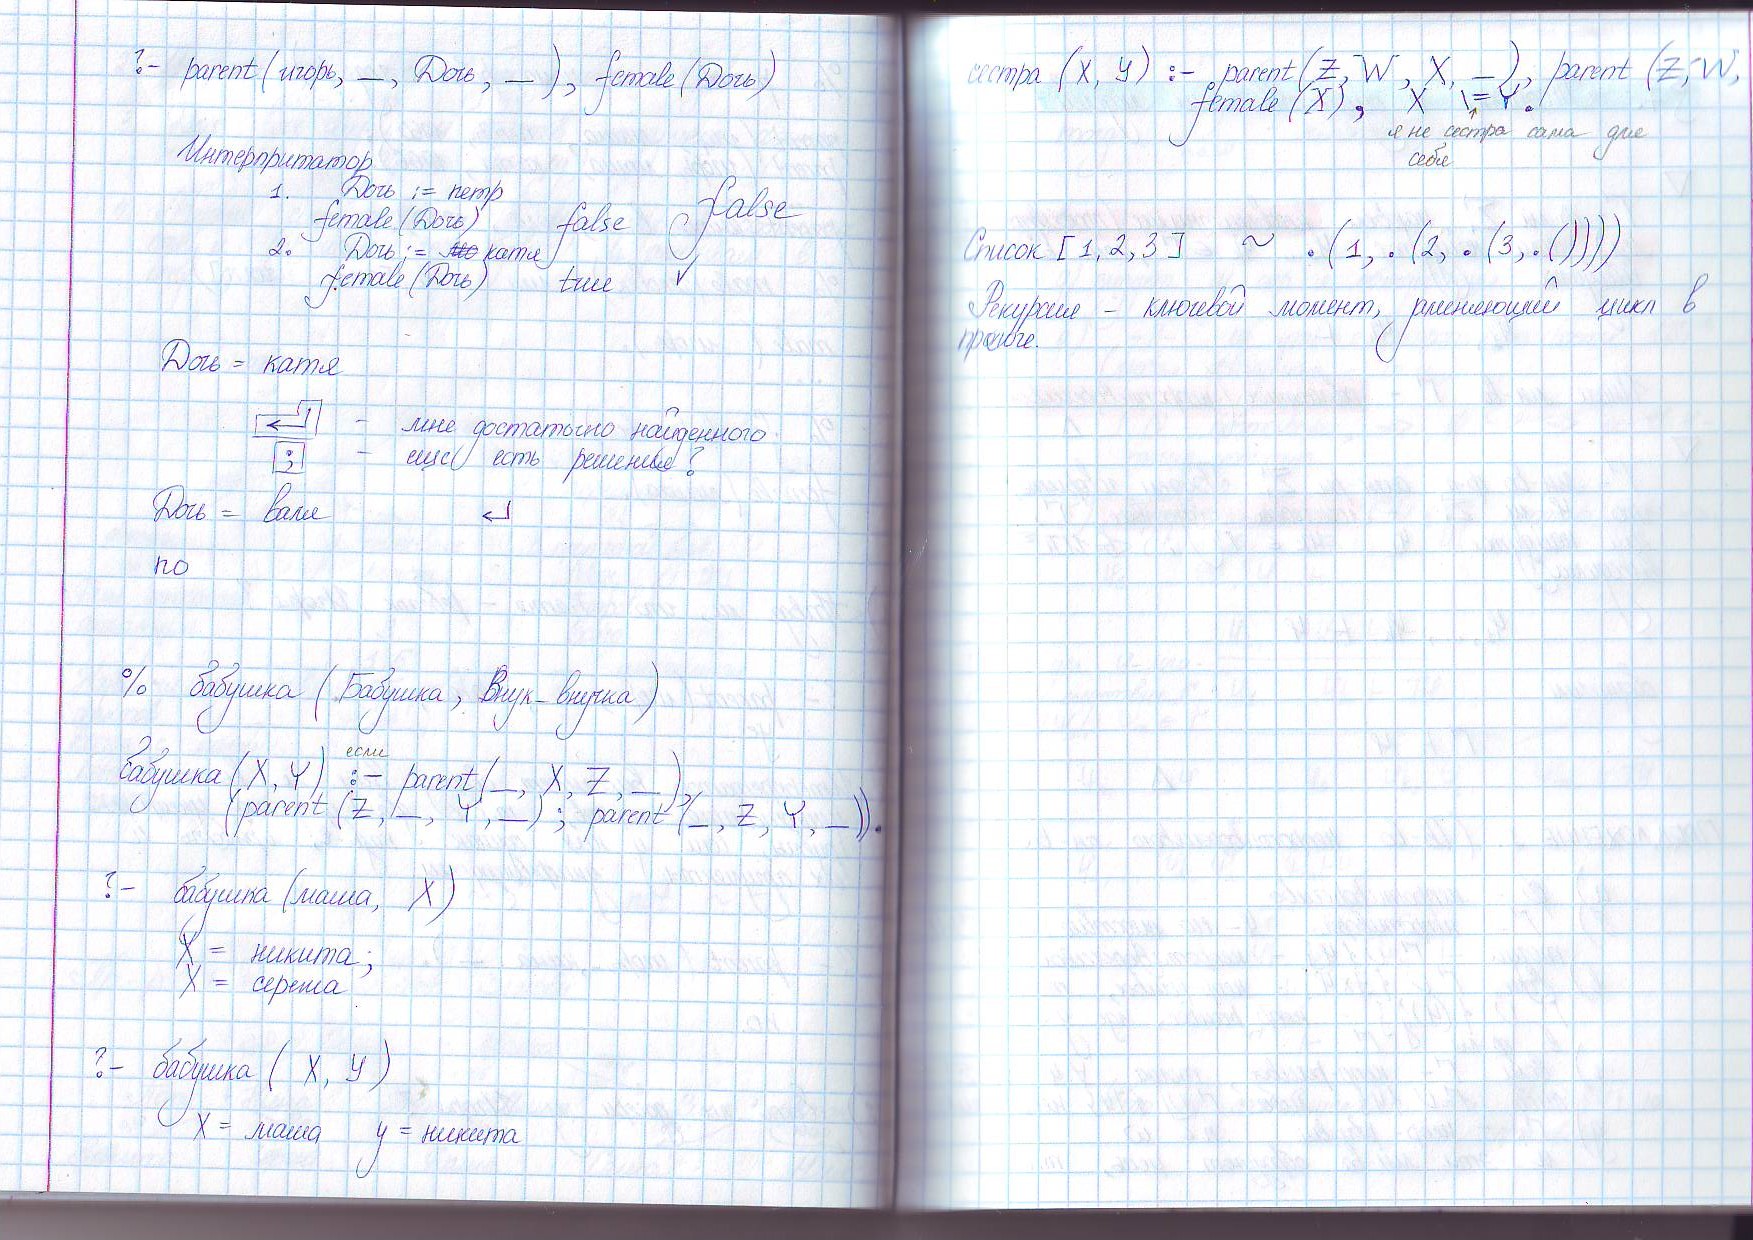 ?- parent(игорь, _, Дочь, _), female(Дочь)
Интерпритатор
1. Дочь := петр
female(Дочь) false false
2. Дочь := катя
female(Дочь) true ✓
Дочь = катя
↵ - мне достаточно найденного
; - еще есть решения?
Дочь = валя ↵
no
% бабушка (Бабушка, Внук-внучка)
если
бабушка(X, Y) :- parent(_, X, Z, _),
(parent(Z, _, Y, _) ; parent(_, Z, Y, _)).
?- бабушка(маша, X)
X = никита;
X = сережа
?- бабушка( X, Y)
X = маша y = никита
сестра (X, Y) :- parent(Z, W, X, _), parent (Z, W,
female(X), X \= Y.
я не сестра сама для
себя
Список [1,2,3] ~ .(1, .(2, .(3, .())))
Рекурсия - ключевой момент, цикл в
прологе.